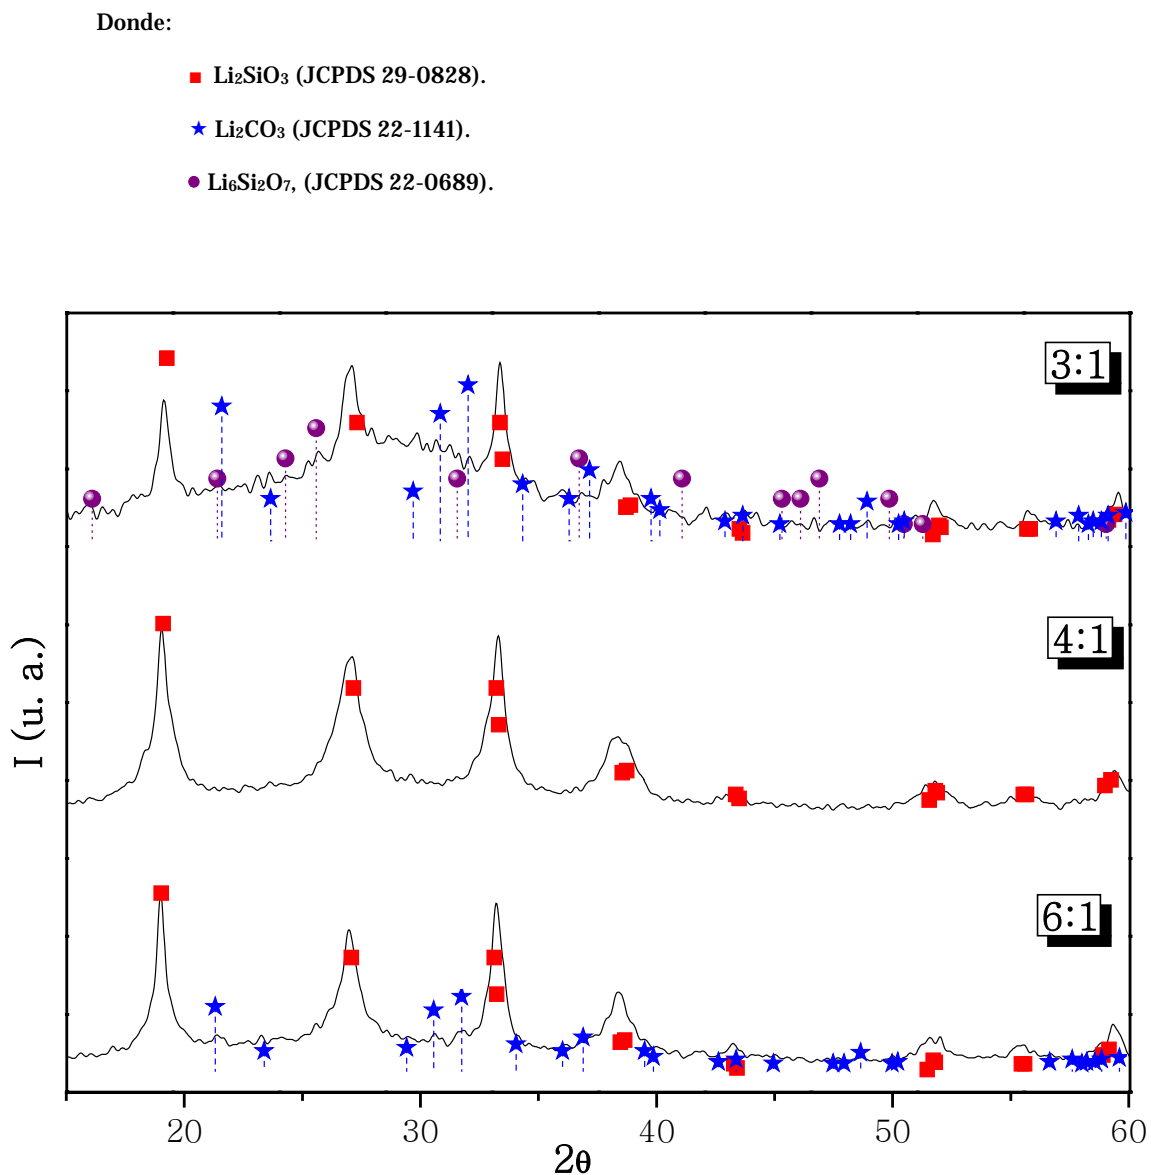 Donde:
Li₂SiO₃ (JCPDS 29-0828).
Li₂CO₃ (JCPDS 22-1141).
Li₆Si₂O₇, (JCPDS 22-0689).
3:1
4:1
6:1
I (u. a.)
20 30 40 50 60
2θ